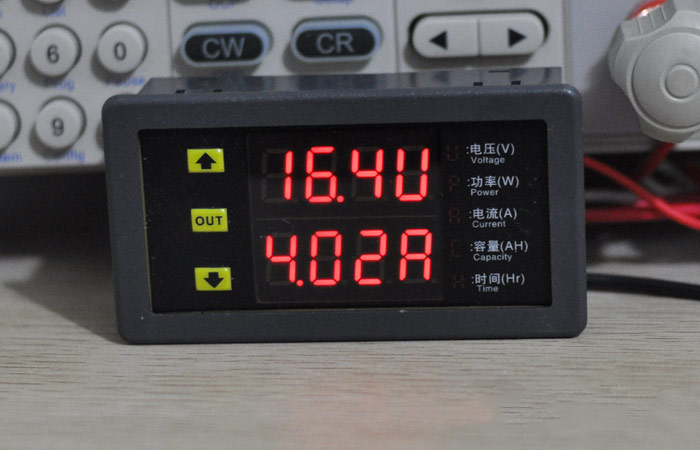 6
0
CW
CR
9
16.4U
4.02A
OUT
U :电压(V)
Voltage
P :功率(W)
Power
A :电流(A)
Current
C :容量(AH)
Capacity
H :时间(Hr)
Time